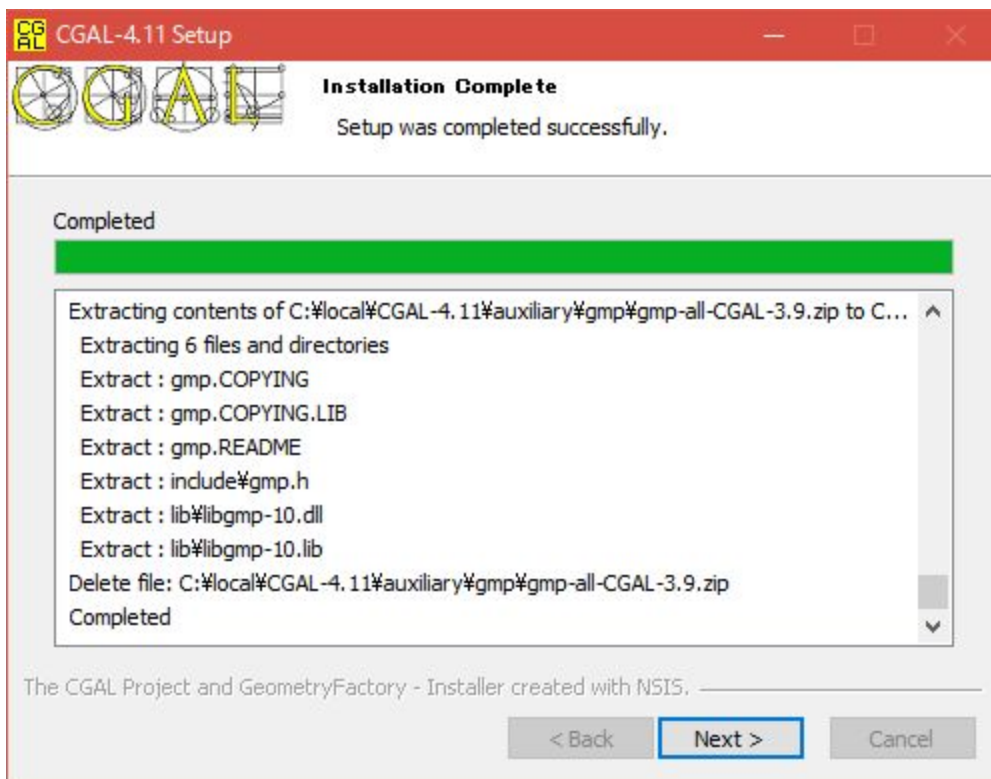 CG
AL
CGAL-4.11 Setup
CGAL
Installation Complete
Setup was completed successfully.
Completed
Extracting contents of C:¥local¥CGAL-4.11¥auxiliary¥gmp¥gmp-all-CGAL-3.9.zip to C...
Extracting 6 files and directories
Extract : gmp.COPYING
Extract : gmp.COPYING.LIB
Extract : gmp.README
Extract : include¥gmp.h
Extract : lib¥libgmp-10.dll
Extract : lib¥libgmp-10.lib
Delete file: C:¥local¥CGAL-4.11¥auxiliary¥gmp¥gmp-all-CGAL-3.9.zip
Completed
The CGAL Project and GeometryFactory - Installer created with NSIS.
< Back Next > Cancel